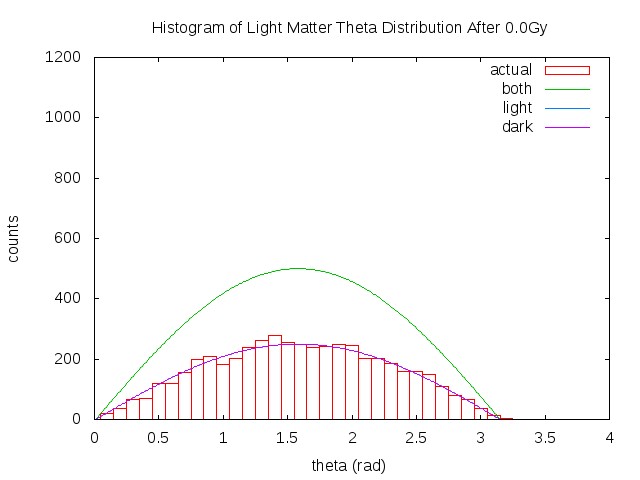 Histogram of Light Matter Theta Distribution After 0.0Gy
1200
1000
800
600
400
200
0
counts
actual
both
light
dark
0 0.5 1 1.5 2 2.5 3 3.5 4
theta (rad)